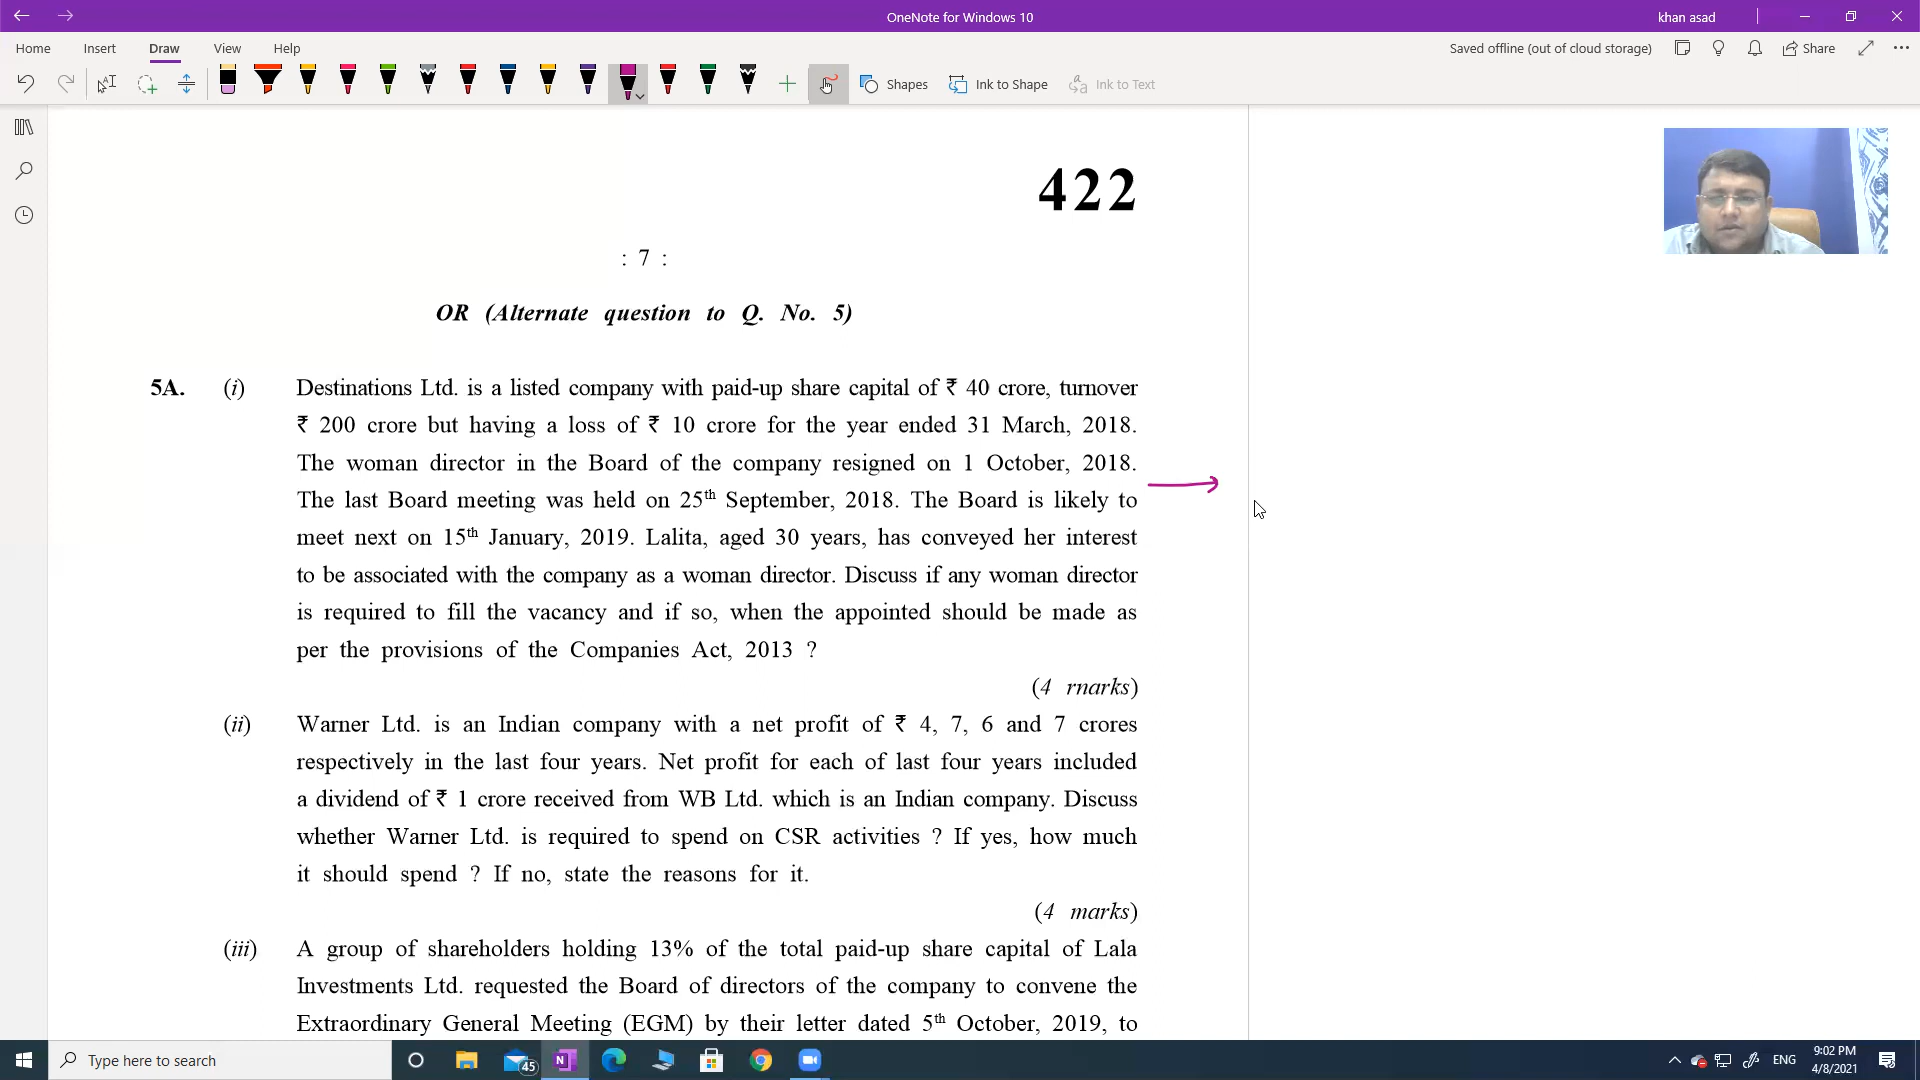 OneNote for Windows 10
khan asad
Home Insert Draw View Help
Saved offline (out of cloud storage)
Share
Shapes
Ink to Shape
Ink to Text
422
: 7 :
OR (Alternate question to Q. No. 5)
5A. (i) Destinations Ltd. is a listed company with paid-up share capital of ₹ 40 crore, turnover
₹ 200 crore but having a loss of ₹ 10 crore for the year ended 31 March, 2018.
The woman director in the Board of the company resigned on 1 October, 2018.
The last Board meeting was held on 25th September, 2018. The Board is likely to
meet next on 15th January, 2019. Lalita, aged 30 years, has conveyed her interest
to be associated with the company as a woman director. Discuss if any woman director
is required to fill the vacancy and if so, when the appointed should be made as
per the provisions of the Companies Act, 2013 ?
(4 rnarks)
(ii) Warner Ltd. is an Indian company with a net profit of ₹ 4, 7, 6 and 7 crores
respectively in the last four years. Net profit for each of last four years included
a dividend of ₹ 1 crore received from WB Ltd. which is an Indian company. Discuss
whether Warner Ltd. is required to spend on CSR activities ? If yes, how much
it should spend ? If no, state the reasons for it.
(4 marks)
(iii) A group of shareholders holding 13% of the total paid-up share capital of Lala
Investments Ltd. requested the Board of directors of the company to convene the
Extraordinary General Meeting (EGM) by their letter dated 5th October, 2019, to
Type here to search
45
ENG
9:02 PM
4/8/2021